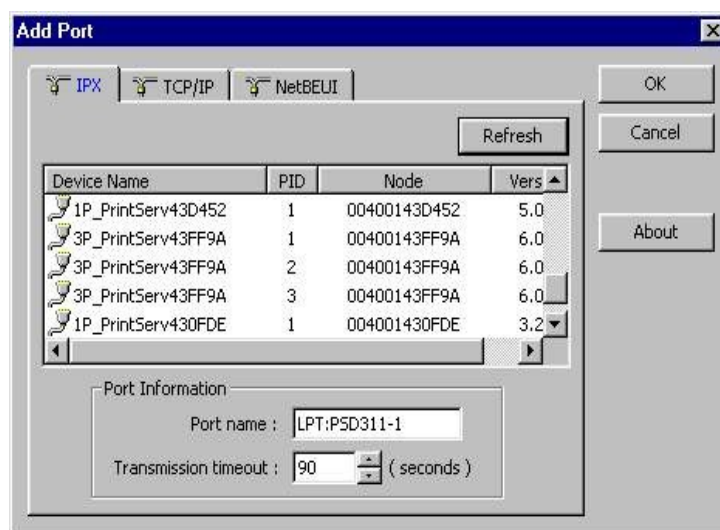 Add Port
IPX TCP/IP NetBEUI OK
Refresh Cancel
Device Name PID Node Vers
1P_PrintServ43D452 1 00400143D452 5.0
3P_PrintServ43FF9A 1 00400143FF9A 6.0 About
3P_PrintServ43FF9A 2 00400143FF9A 6.0
3P_PrintServ43FF9A 3 00400143FF9A 6.0
1P_PrintServ430FDE 1 004001430FDE 3.2
Port Information
Port name : LPT:PSD311-1
Transmission timeout : 90 ( seconds )